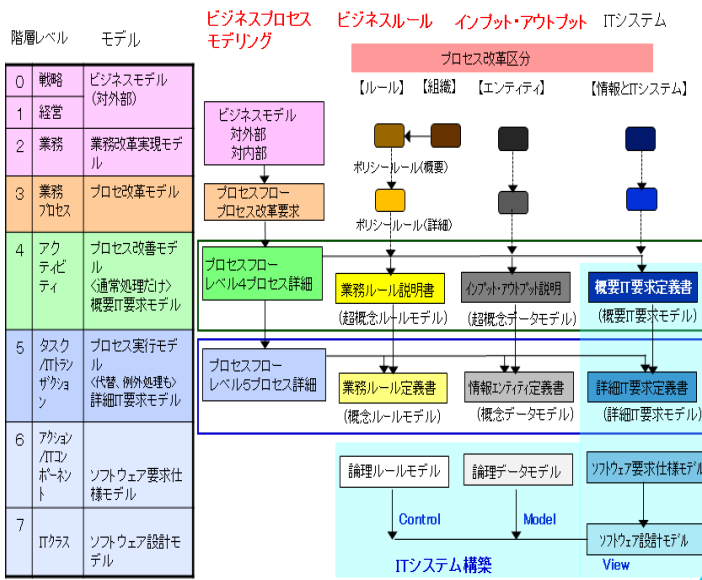 ビジネスプロセス
モデリング
ビジネスルール
インプット・アウトプット
ITシステム
階層レベル
モデル
プロセス改革区分
【ルール】
【組織】
【エンティティ】
【情報とITシステム】
0
戦略
ビジネスモデル
(対外部)
1
経営
2
業務
業務改革実現モデ
ル
ビジネスモデル
対外部
対内部
ポリシールール(概要)
3
業務
プロセス
プロセ改革モデル
プロセスフロー
プロセス改革要求
ポリシールール(詳細)
4
アク
ティビ
ティ
プロセス改善モデ
ル
〈通常処理だけ〉
概要IT要求モデル
プロセスフロー
レベル4プロセス詳細
業務ルール説明書
(超概念ルールモデル)
インプット・アウトプット説明
(超概念データモデル)
概要IT要求定義書
(概要IT要求モデル)
5
タスク
/ITトラン
ザクショ
ン
プロセス実行モデ
ル
〈代替、例外処理も〉
詳細IT要求モデル
プロセスフロー
レベル5プロセス詳細
業務ルール定義書
(概念ルールモデル)
情報エンティティ定義書
(概念データモデル)
詳細IT要求定義書
(詳細IT要求モデル)
6
アクション
/ITコン
ポーネン
ト
ソフトウェア要求仕
様モデル
論理ルールモデル
論理データモデル
ソフトウェア要求仕様モデル
Control
Model
7
ITクラス
ソフトウェア設計モ
デル
ソフトウェア設計モデル
ITシステム構築
View